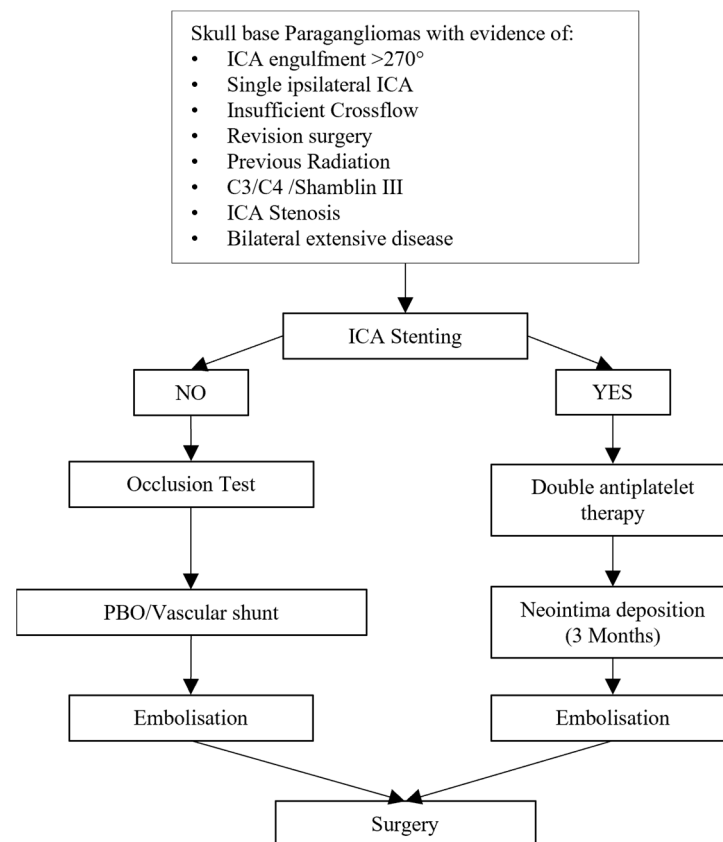 Skull base Paragangliomas with evidence of:
• ICA engulfment >270°
• Single ipsilateral ICA
• Insufficient Crossflow
• Revision surgery
• Previous Radiation
• C3/C4 /Shamblin III
• ICA Stenosis
• Bilateral extensive disease
ICA Stenting
NO
YES
Occlusion Test
Double antiplatelet
therapy
PBO/Vascular shunt
Neointima deposition
(3 Months)
Embolisation
Embolisation
Surgery